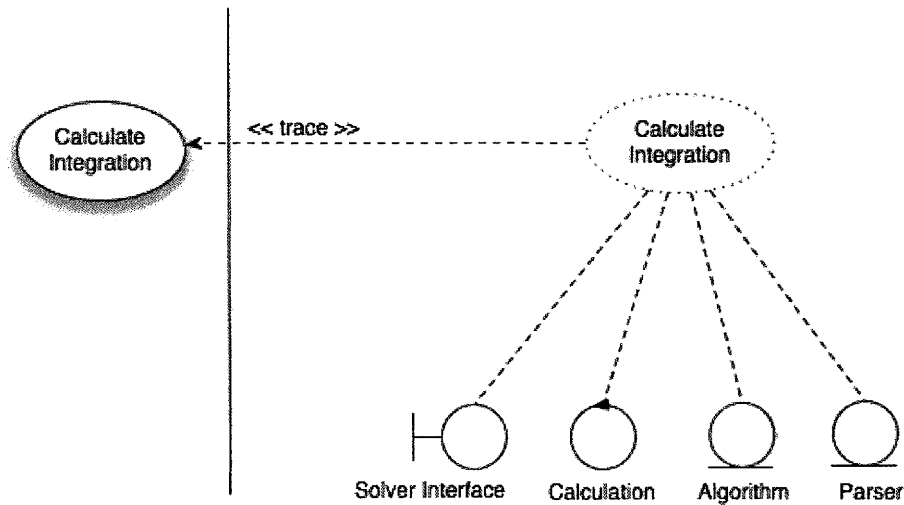 << trace >>
Calculate
Integration
Calculate
Integration
Solver Interface
Calculation
Algorithm
Parser